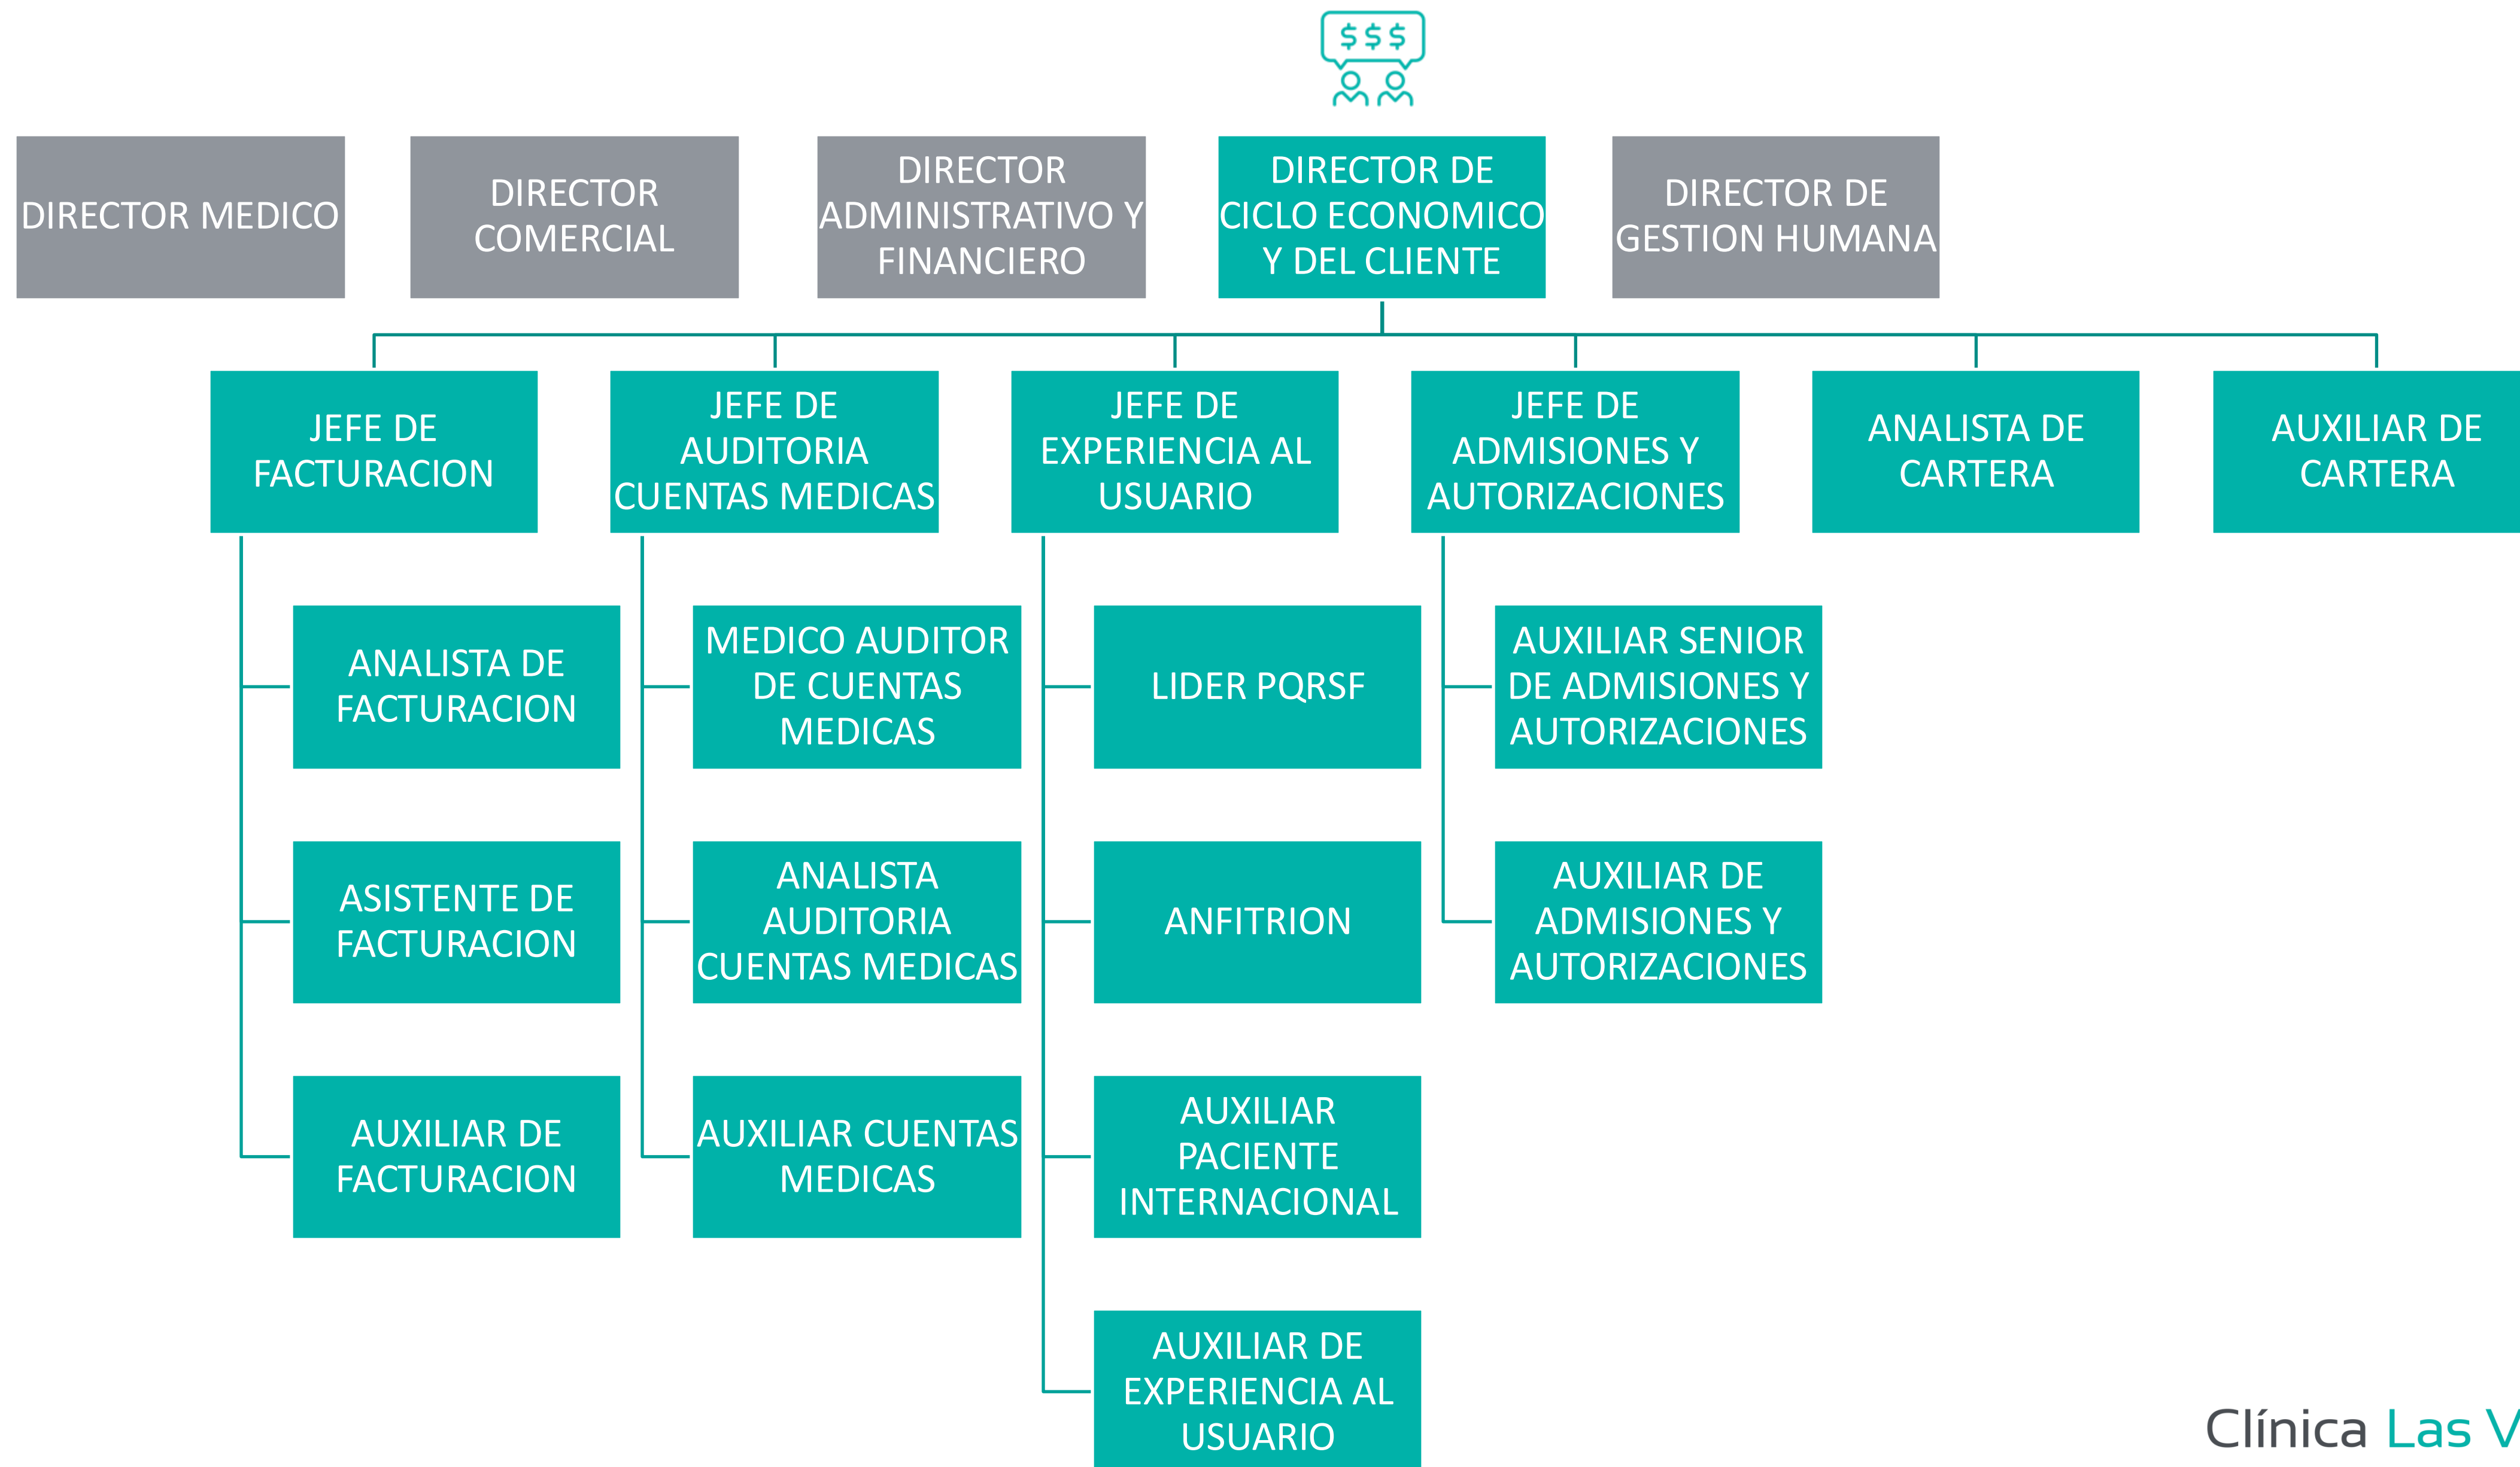 $$$
DIRECTOR MEDICO
DIRECTOR
COMERCIAL
DIRECTOR
ADMINISTRATIVO Y
FINANCIERO
DIRECTOR DE
CICLO ECONOMICO
Y DEL CLIENTE
DIRECTOR DE
GESTION HUMANA
JEFE DE
FACTURACION
JEFE DE
AUDITORIA
CUENTAS MEDICAS
JEFE DE
EXPERIENCIA AL
USUARIO
JEFE DE
ADMISIONES Y
AUTORIZACIONES
ANALISTA DE
CARTERA
AUXILIAR DE
CARTERA
ANALISTA DE
FACTURACION
MEDICO AUDITOR
DE CUENTAS
MEDICAS
LIDER PQRSF
AUXILIAR SENIOR
DE ADMISIONES Y
AUTORIZACIONES
ASISTENTE DE
FACTURACION
ANALISTA
AUDITORIA
CUENTAS MEDICAS
ANFITRION
AUXILIAR DE
ADMISIONES Y
AUTORIZACIONES
AUXILIAR DE
FACTURACION
AUXILIAR CUENTAS
MEDICAS
AUXILIAR
PACIENTE
INTERNACIONAL
AUXILIAR DE
EXPERIENCIA AL
USUARIO
Clínica Las